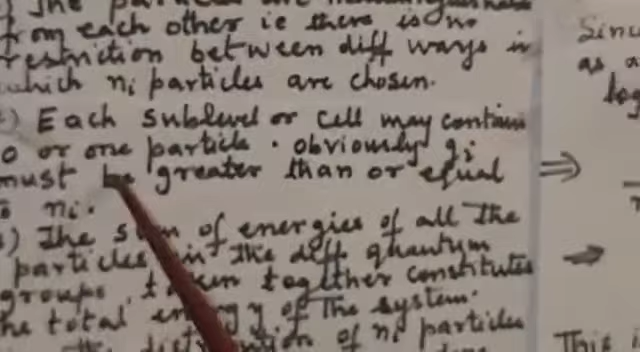 from each other ie there is no
restriction between diff ways in
which ni particles are chosen.
Each sublevel or cell may contain
0 or one particle. obviously gi
must be greater than or equal
ni.
The sum of energies of all the
particles in the diff quantum
groups, taken together constitutes
the total energy of the system.
of ni particles
as a
log
This